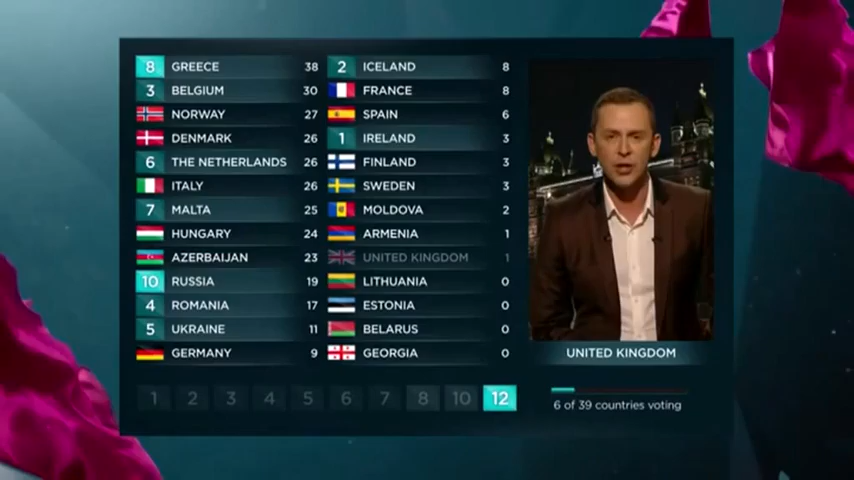 8 GREECE 38
3 BELGIUM 30
NORWAY 27
DENMARK 26
6 THE NETHERLANDS 26
ITALY 26
7 MALTA 25
HUNGARY 24
AZERBAIJAN 23
10 RUSSIA 19
4 ROMANIA 17
5 UKRAINE 11
GERMANY 9
2 ICELAND 8
FRANCE 8
SPAIN 6
1 IRELAND 3
FINLAND 3
SWEDEN 3
MOLDOVA 2
ARMENIA 1
UNITED KINGDOM 1
LITHUANIA 0
ESTONIA 0
BELARUS 0
GEORGIA 0
1 2 3 4 5 6 7 8 10 12
UNITED KINGDOM
6 of 39 countries voting